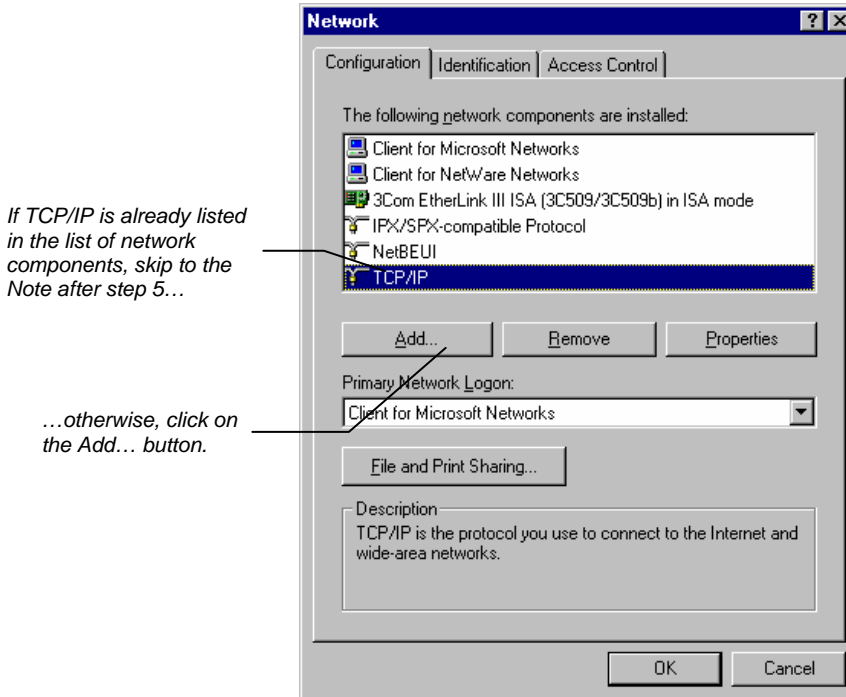 Network
Configuration
Identification
Access Control
The following network components are installed:
Client for Microsoft Networks
Client for NetWare Networks
3Com EtherLink III ISA (3C509/3C509b) in ISA mode
IPX/SPX-compatible Protocol
NetBEUI
TCP/IP
If TCP/IP is already listed
in the list of network
components, skip to the
Note after step 5…
Add...
Remove
Properties
Primary Network Logon:
Client for Microsoft Networks
…otherwise, click on
the Add… button.
File and Print Sharing...
Description
TCP/IP is the protocol you use to connect to the Internet and
wide-area networks.
OK
Cancel